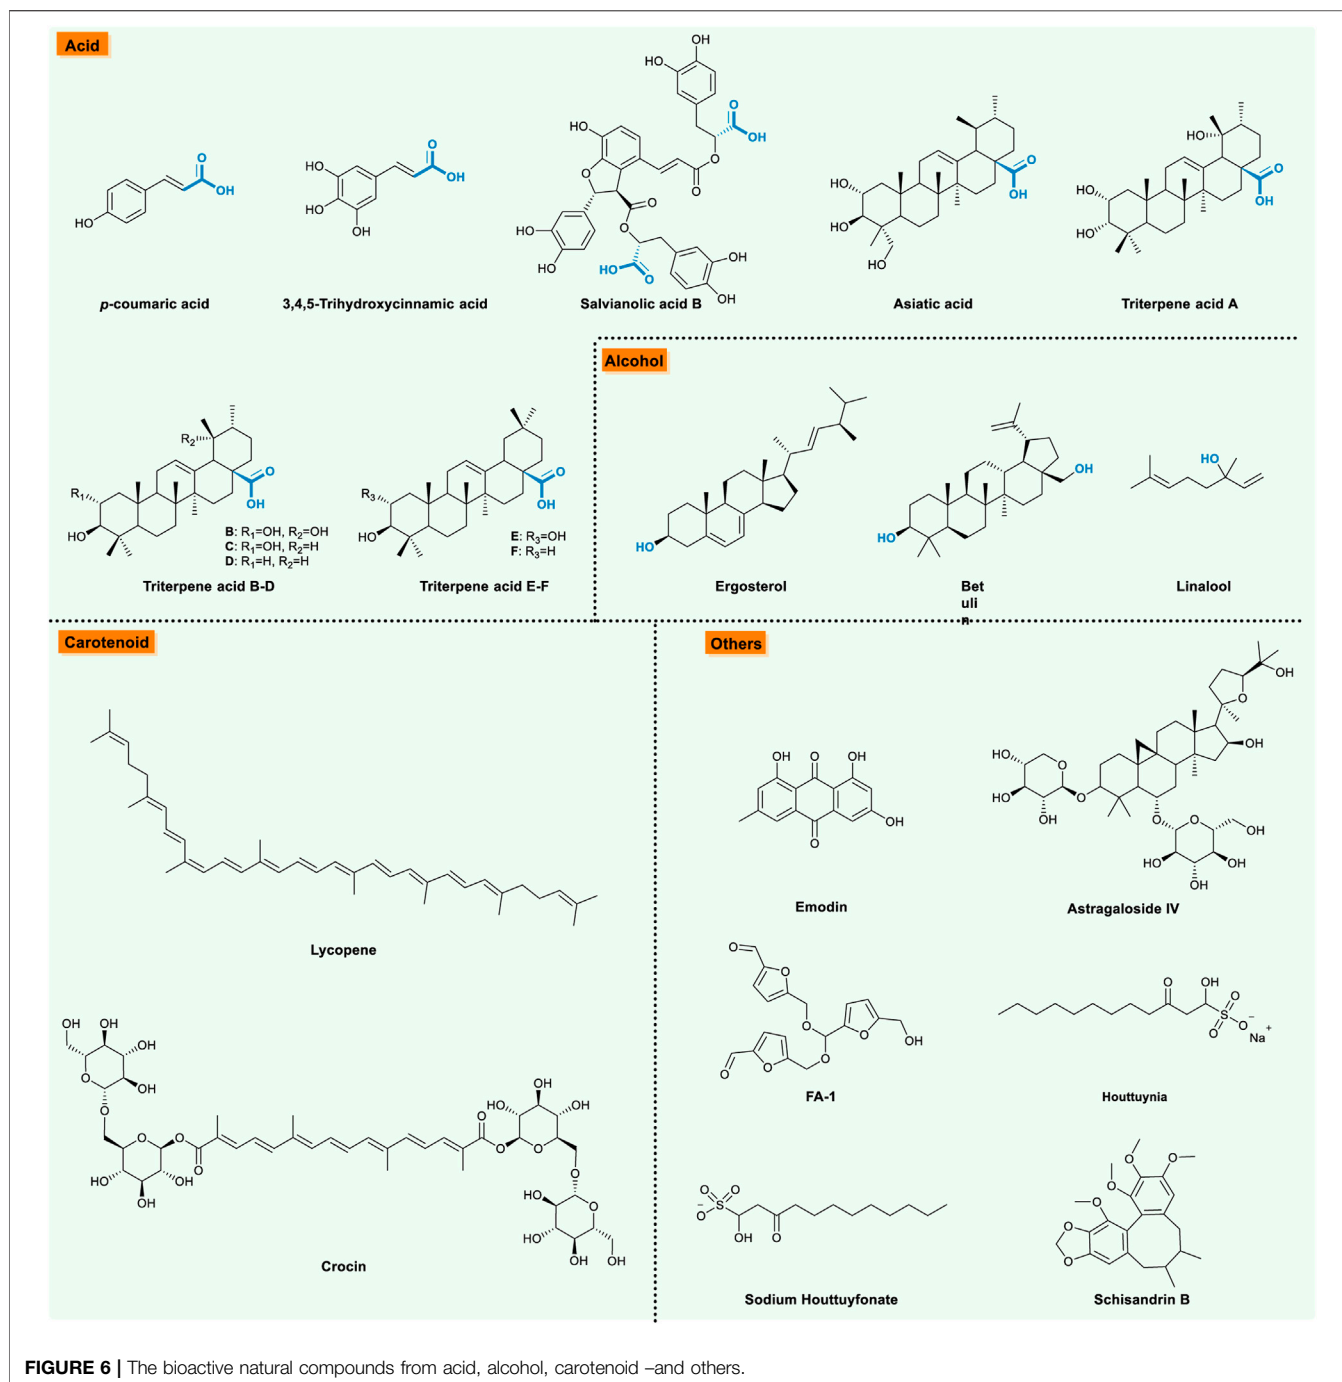 Acid
O
OH
HO
O
OH
HO
HO
OH
OH
HO
O
OH
HO
O
O
O
O
O
HO
HO
HO
O
OH
OH
O
OH
HO
HO
HO
HO
O
OH
HO
HO
p-coumaric acid
3,4,5-Trihydroxycinnamic acid
Salvianolic acid B
Asiatic acid
Triterpene acid A
Alcohol
R2
R1
HO
O
OH
B: R1=OH, R2=OH
C: R1=OH, R2=H
D: R1=H, R2=H
R3
HO
O
OH
E: R3=OH
F: R3=H
HO
HO
OH
HO
Triterpene acid B-D
Triterpene acid E-F
Ergosterol
Bet
uli
n
Linalool
Carotenoid
Others
OH
O
OH
OH
O
HO
HO
OH
O
O
O
OH
OH
O
O
OH
OH
OH
HO
Emodin
Astragaloside IV
Lycopene
O
O
O
O
O
O
O
O
OH
O
OH
S
O
O
O−
Na+
FA-1
Houttuynia
OH
OH
OH
OH
O
O
O
O
O
HO
OH
OH
O
O
O
HO
OH
OH
O
O
HO
HO
OH
OH
Crocin
O
O
S
−O
OH
O
O
O
O
O
O
O
Sodium Houttuyfonate
Schisandrin B
FIGURE 6 | The bioactive natural compounds from acid, alcohol, carotenoid –and others.